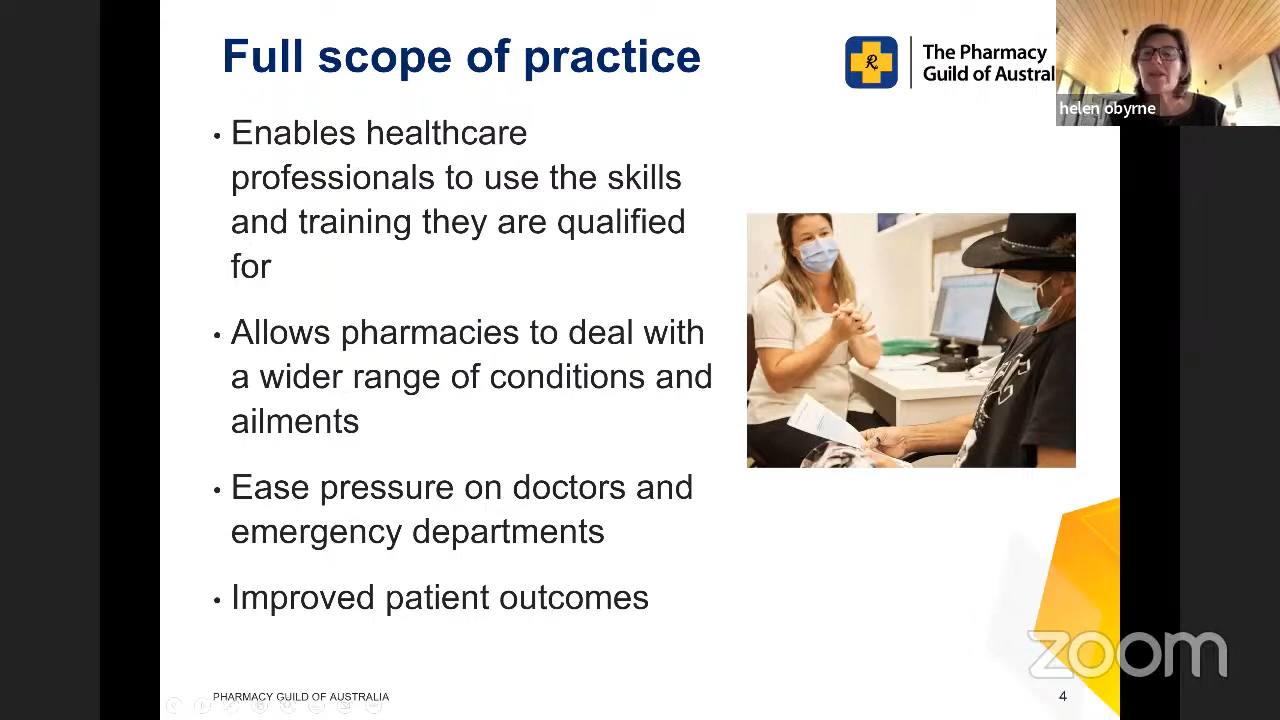 Full scope of practice
The Pharmacy
Guild of Austral
helen obyrne
• Enables healthcare
professionals to use the skills
and training they are qualified
for
• Allows pharmacies to deal with
a wider range of conditions and
ailments
• Ease pressure on doctors and
emergency departments
• Improved patient outcomes
zoom
PHARMACY GUILD OF AUSTRALIA
4